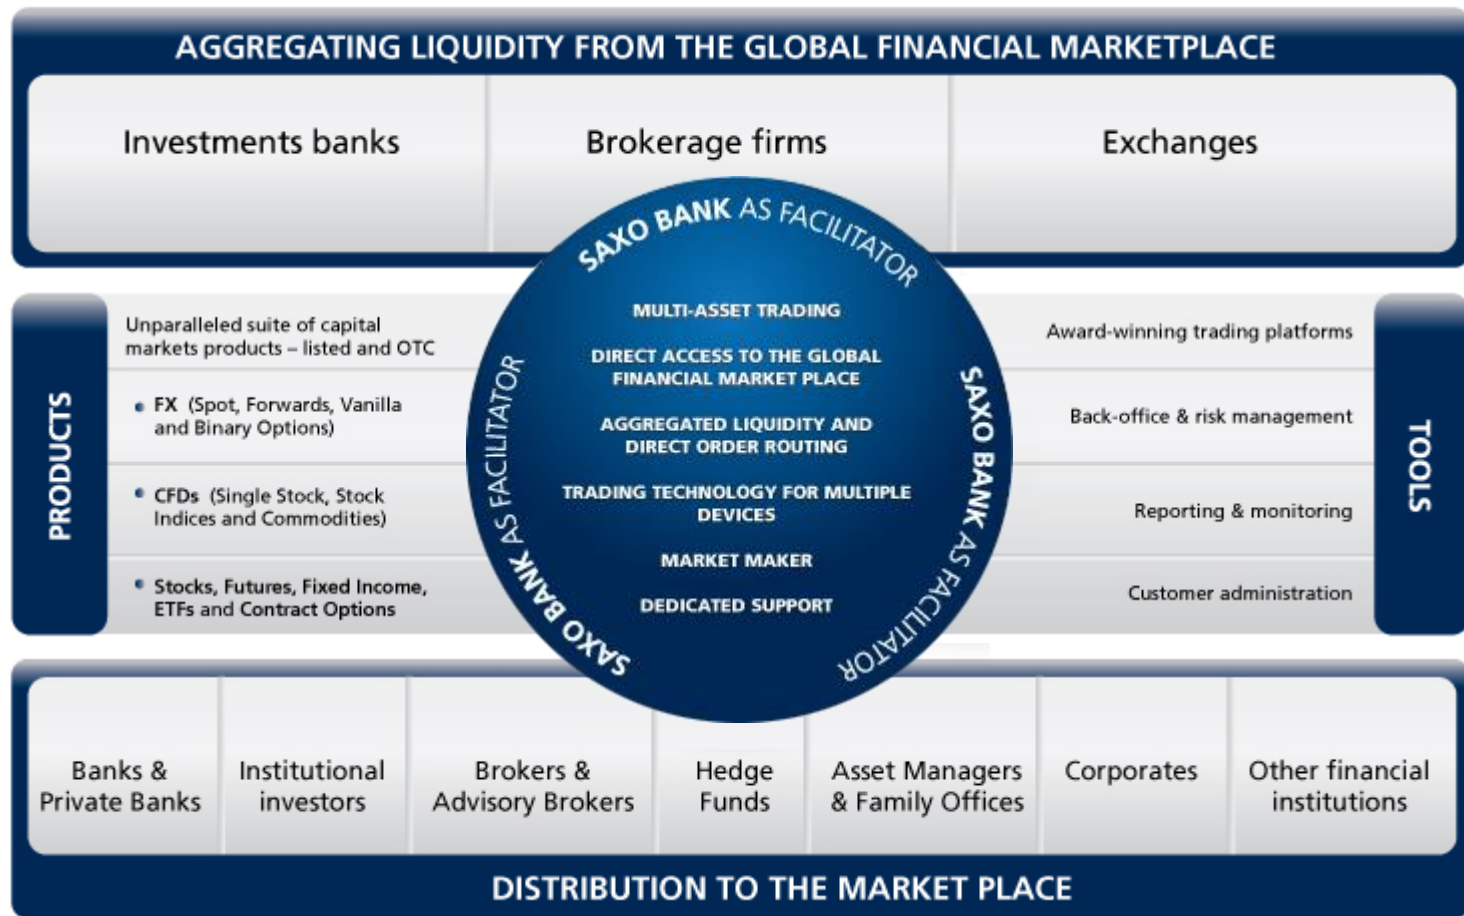 AGGREGATING LIQUIDITY FROM THE GLOBAL FINANCIAL MARKETPLACE
Investments banks
Brokerage firms
Exchanges
SAXO BANK AS FACILITATOR
SAXO BANK AS FACILITATOR
SAXO BANK AS FACILITATOR
PRODUCTS
Unparalleled suite of capital
markets products – listed and OTC
• FX (Spot, Forwards, Vanilla
and Binary Options)
• CFDs (Single Stock, Stock
Indices and Commodities)
• Stocks, Futures, Fixed Income,
ETFs and Contract Options
MULTI-ASSET TRADING
DIRECT ACCESS TO THE GLOBAL
FINANCIAL MARKET PLACE
AGGREGATED LIQUIDITY AND
DIRECT ORDER ROUTING
TRADING TECHNOLOGY FOR MULTIPLE
DEVICES
MARKET MAKER
DEDICATED SUPPORT
Award-winning trading platforms
Back-office & risk management
Reporting & monitoring
Customer administration
TOOLS
Banks &
Private Banks
Institutional
investors
Brokers &
Advisory Brokers
Hedge
Funds
Asset Managers
& Family Offices
Corporates
Other financial
institutions
DISTRIBUTION TO THE MARKET PLACE